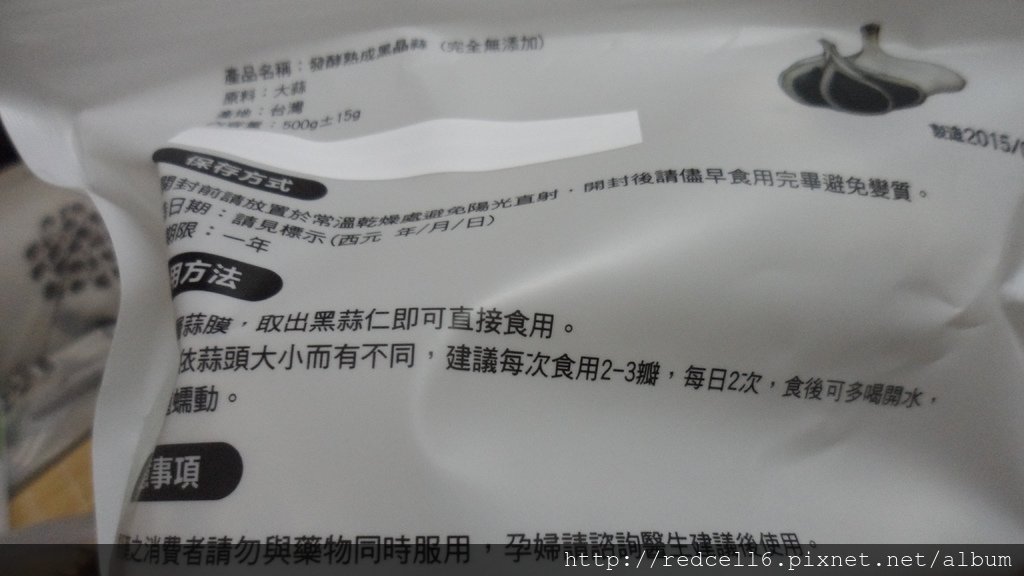 產品名稱：發酵熟成黑晶蒜 (完全無添加)
原料：大蒜
產地：台灣
500g±15g
製造2015/
保存方式
開封前請放置於常溫乾燥處避免陽光直射，開封後請儘早食用完畢避免變質。
日期：請見標示(西元 年/月/日)
期限：一年
用方法
蒜膜，取出黑蒜仁即可直接食用。
依蒜頭大小而有不同，建議每次食用2-3瓣，每日2次，食後可多喝開水，
蠕動。
事項
之消費者請勿與藥物同時服用，孕婦請諮詢醫生建議後使用。
http://redcell6.pixnet.net/album